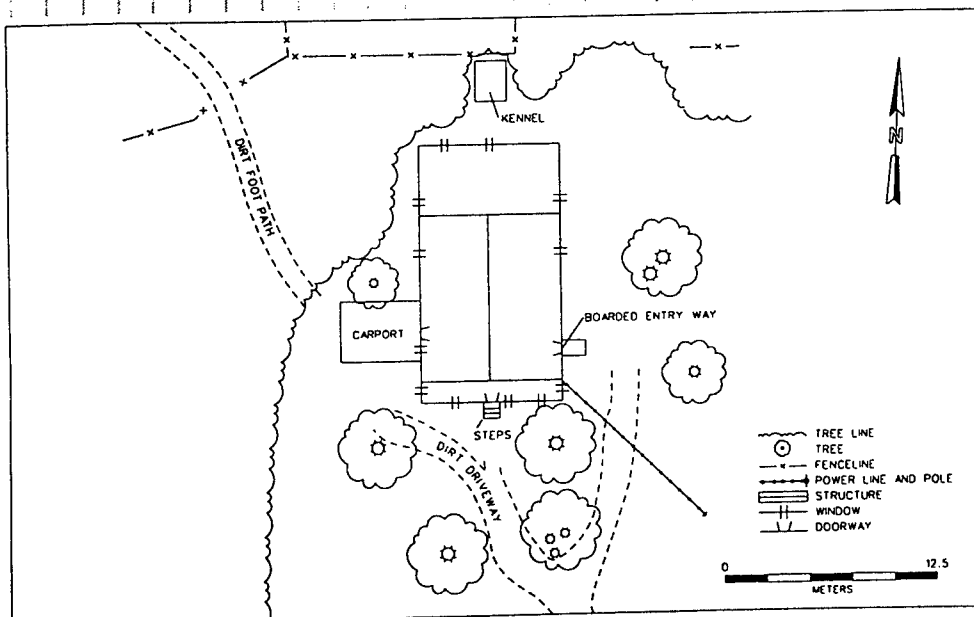 KENNEL
N
DIRT FOOT PATH
CARPORT
BOARDED ENTRY WAY
STEPS
DIRT DRIVEWAY
TREE LINE
TREE
FENCELINE
POWER LINE AND POLE
STRUCTURE
WINDOW
DOORWAY
0 12.5
METERS